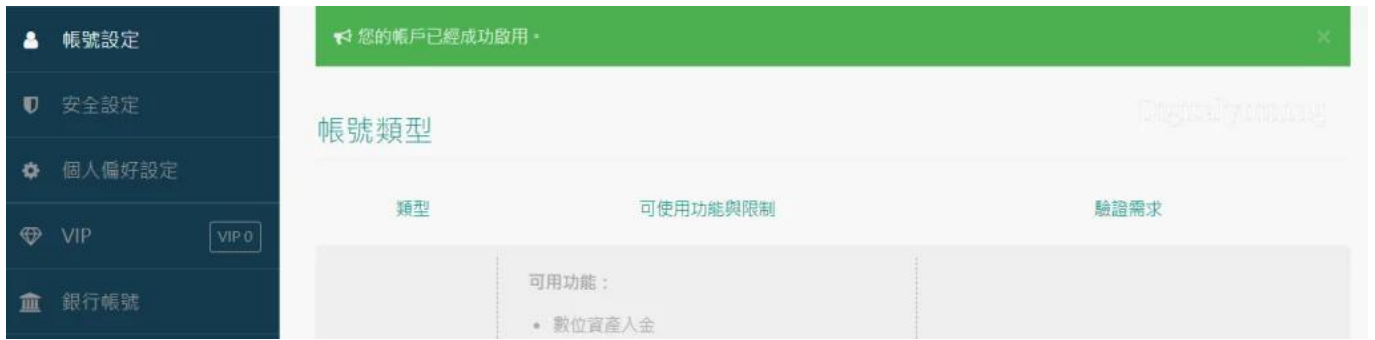 帳號設定
安全設定
個人偏好設定
VIP
VIP 0
銀行帳號
您的帳戶已經成功啟用。
×
帳號類型
類型
可使用功能與限制
驗證需求
可用功能：
• 數位資產入金